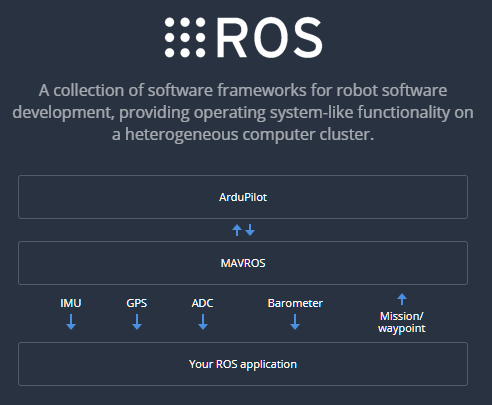 ROS
A collection of software frameworks for robot software
development, providing operating system-like functionality on
a heterogeneous computer cluster.
ArduPilot
MAVROS
IMU GPS ADC Barometer
Mission/
waypoint
Your ROS application